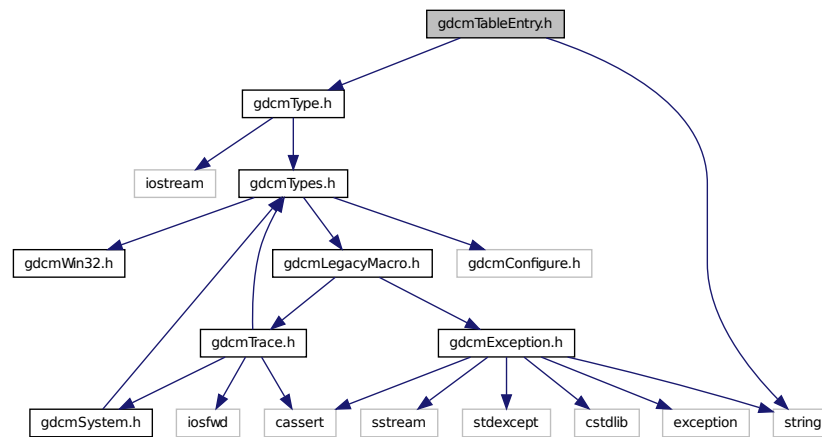 gdcmTableEntry.h
gdcmType.h
iostream
gdcmTypes.h
gdcmWin32.h
gdcmLegacyMacro.h
gdcmConfigure.h
gdcmTrace.h
gdcmException.h
gdcmSystem.h
iosfwd
cassert
sstream
stdexcept
cstdlib
exception
string